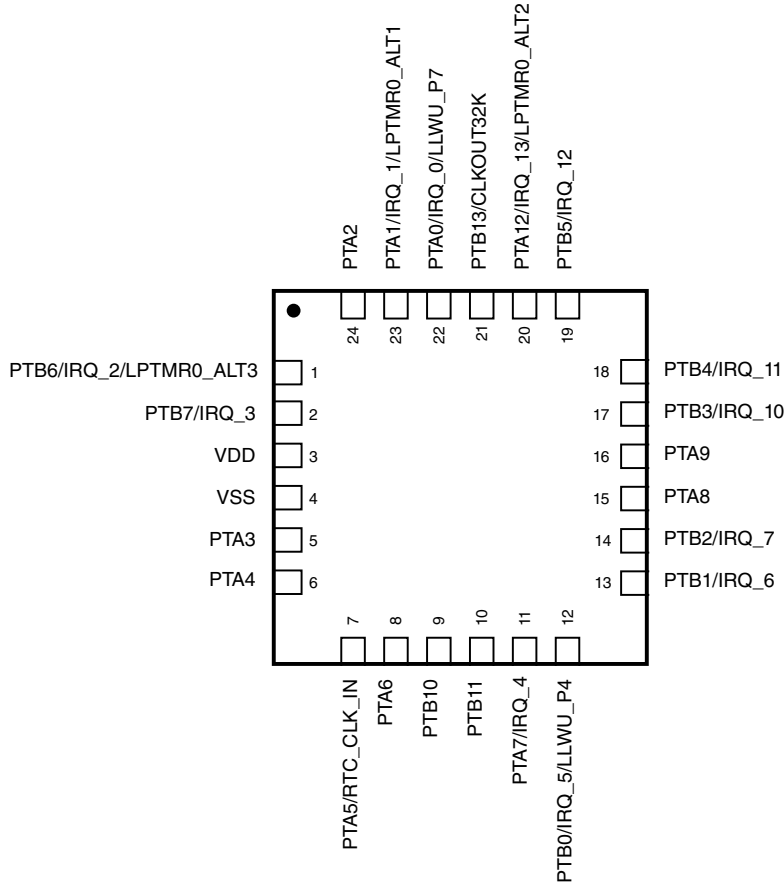 PTA2
PTA1/IRQ_1/LPTMR0_ALT1
PTA0/IRQ_0/LLWU_P7
PTB13/CLKOUT32K
PTA12/IRQ_13/LPTMR0_ALT2
PTB5/IRQ_12
24
23
22
21
20
19
PTB6/IRQ_2/LPTMR0_ALT3 1
PTB7/IRQ_3 2
VDD 3
VSS 4
PTA3 5
PTA4 6
18 PTB4/IRQ_11
17 PTB3/IRQ_10
16 PTA9
15 PTA8
14 PTB2/IRQ_7
13 PTB1/IRQ_6
7
8
9
10
11
12
PTA5/RTC_CLK_IN
PTA6
PTB10
PTB11
PTA7/IRQ_4
PTB0/IRQ_5/LLWU_P4